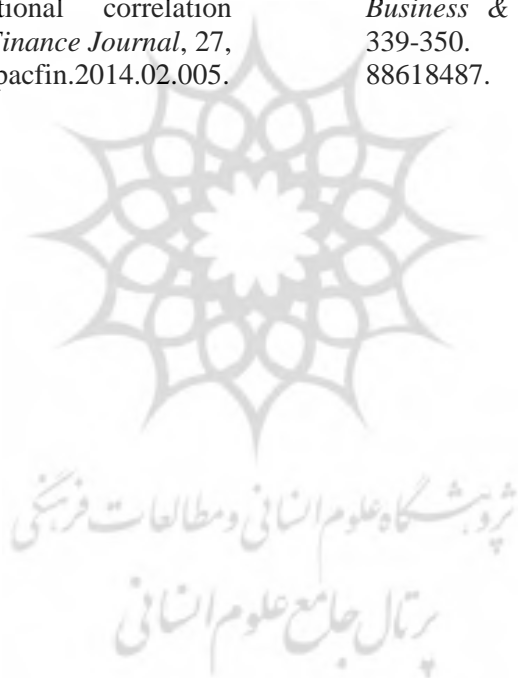 tional correlation
Finance Journal, 27,
pacfin.2014.02.005.
Business &
339-350.
88618487.
پژوهشگاه علوم انسانی و مطالعات فرهنگی
پرتال جامع علوم انسانی